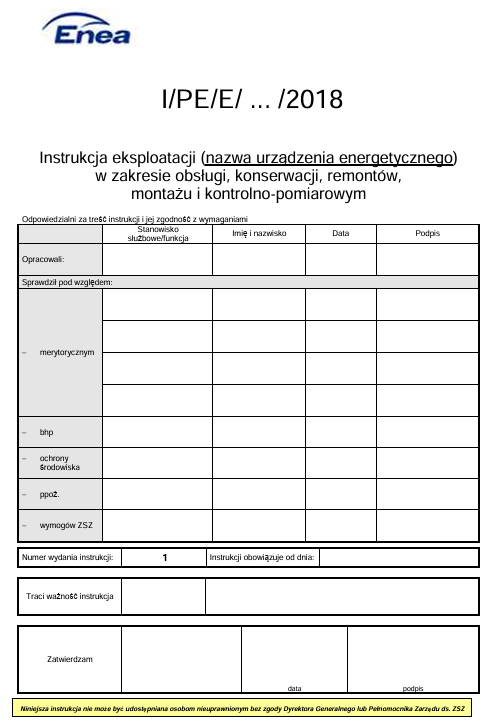 Enea
I/PE/E/ ... /2018
Instrukcja eksploatacji (nazwa urządzenia energetycznego)
w zakresie obsługi, konserwacji, remontów,
montażu i kontrolno-pomiarowym
Odpowiedzialni za treść instrukcji i jej zgodność z wymaganiami
Stanowisko
służbowe/funkcja
Imię i nazwisko
Data
Podpis
Opracowali:
Sprawdził pod względem:
– merytorycznym
– bhp
– ochrony
środowiska
– ppoż.
– wymogów ZSZ
Numer wydania instrukcji: 1 Instrukcji obowiązuje od dnia:
Traci ważność instrukcja
Zatwierdzam
data podpis
Niniejsza instrukcja nie może być udostępniana osobom nieuprawnionym bez zgody Dyrektora Generalnego lub Pełnomocnika Zarządu ds. ZSZ